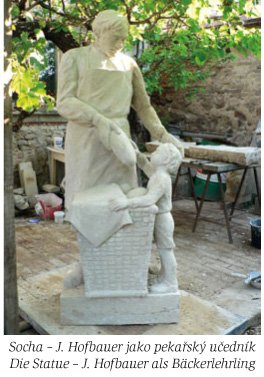 Socha – J. Hofbauer jako pekařský učedník
Die Statue – J. Hofbauer als Bäckerlehrling